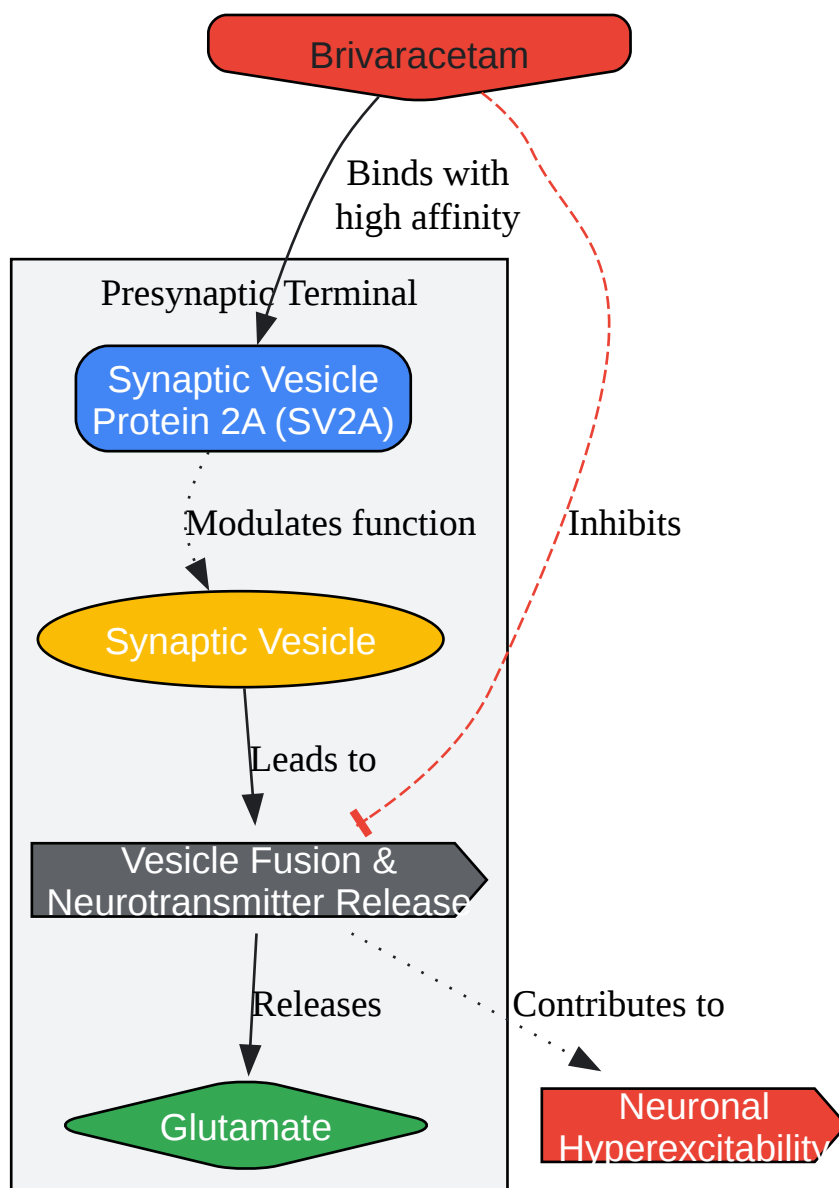 Brivaracetam
Binds with
high affinity
Presynaptic Terminal
Synaptic Vesicle
Protein 2A (SV2A)
Modulates function
Inhibits
Synaptic Vesicle
Leads to
Vesicle Fusion &
Neurotransmitter Release
Releases
Contributes to
Glutamate
Neuronal
Hyperexcitability